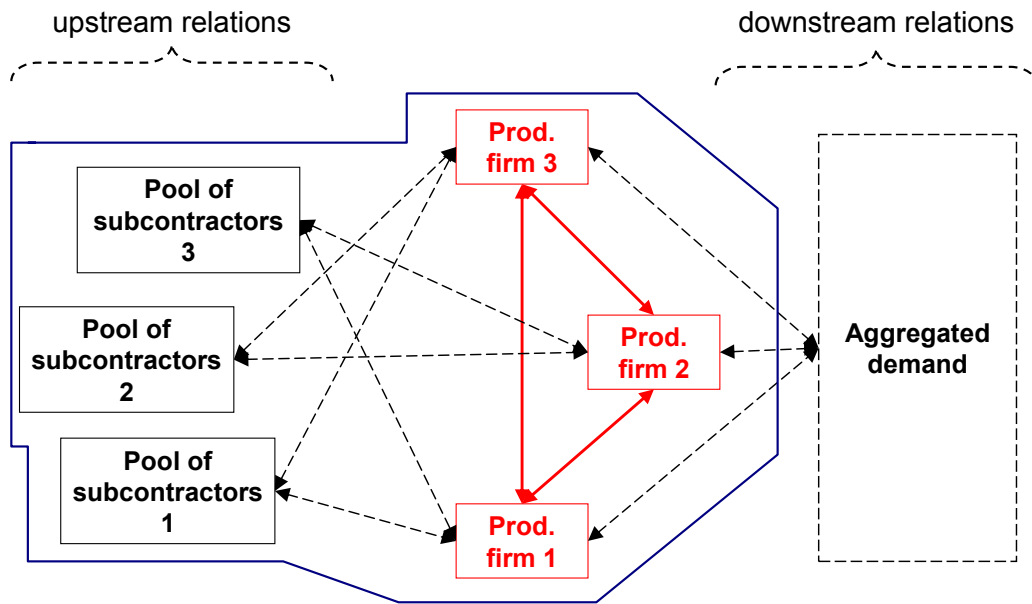 upstream relations
downstream relations
Prod.
firm 3
Pool of
subcontractors
3
Pool of
subcontractors
2
Prod.
firm 2
Aggregated
demand
Pool of
subcontractors
1
Prod.
firm 1